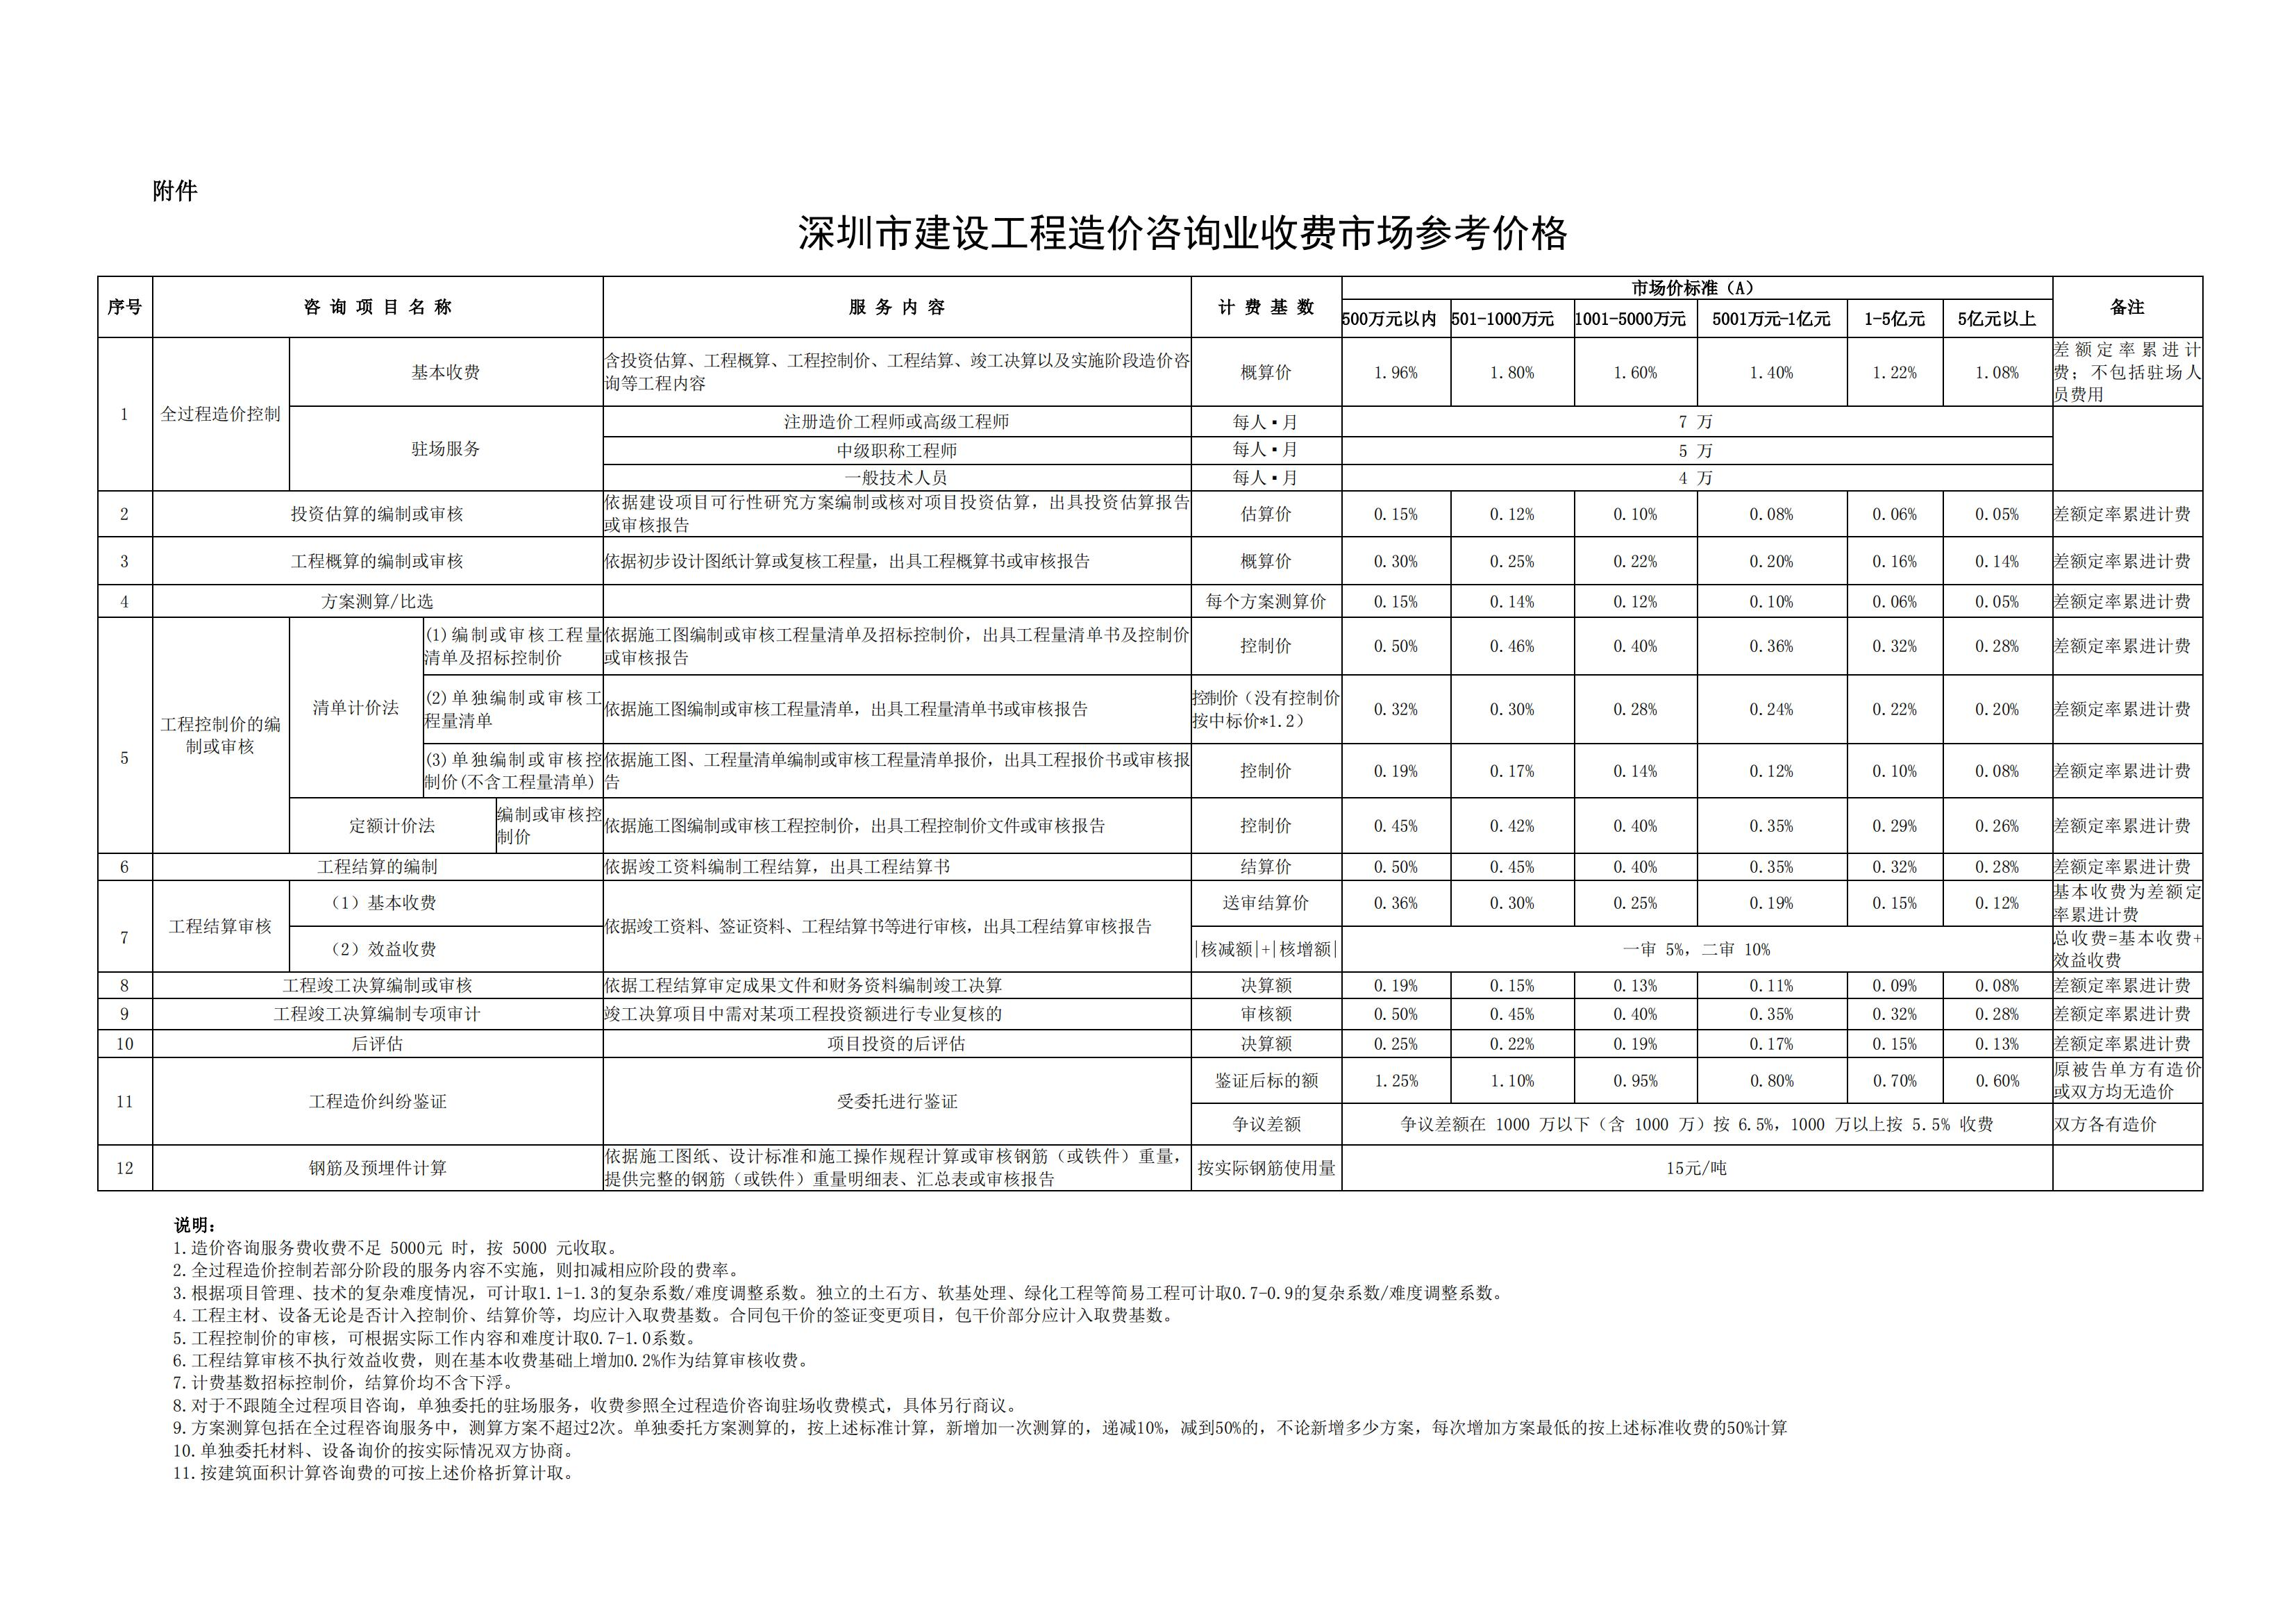 附件
深圳市建设工程造价咨询业收费市场参考价格
序号 咨 询 项 目 名 称 服 务 内 容 计 费 基 数 市场价标准（A） 备注
500万元以内 501-1000万元 1001-5000万元 5001万元-1亿元 1-5亿元 5亿元以上
1 全过程造价控制 基本收费 含投资估算、工程概算、工程控制价、工程结算、竣工决算以及实施阶段造价咨
询等工程内容 概算价 1.96% 1.80% 1.60% 1.40% 1.22% 1.08% 差额定率累进计
费；不包括驻场人
员费用
驻场服务 注册造价工程师或高级工程师 每人▪月 7 万
中级职称工程师 每人▪月 5 万
一般技术人员 每人▪月 4 万
2 投资估算的编制或审核 依据建设项目可行性研究方案编制或核对项目投资估算，出具投资估算报告
或审核报告 估算价 0.15% 0.12% 0.10% 0.08% 0.06% 0.05% 差额定率累进计费
3 工程概算的编制或审核 依据初步设计图纸计算或复核工程量，出具工程概算书或审核报告 概算价 0.30% 0.25% 0.22% 0.20% 0.16% 0.14% 差额定率累进计费
4 方案测算/比选 每个方案测算价 0.15% 0.14% 0.12% 0.10% 0.06% 0.05% 差额定率累进计费
5 工程控制价的编
制或审核 清单计价法 (1)编制或审核工程量
清单及招标控制价 依据施工图编制或审核工程量清单及招标控制价，出具工程量清单书及控制价
或审核报告 控制价 0.50% 0.46% 0.40% 0.36% 0.32% 0.28% 差额定率累进计费
(2)单独编制或审核工
程量清单 依据施工图编制或审核工程量清单，出具工程量清单书或审核报告 控制价（没有控制价
按中标价*1.2） 0.32% 0.30% 0.28% 0.24% 0.22% 0.20% 差额定率累进计费
(3)单独编制或审核控
制价(不含工程量清单) 依据施工图、工程量清单编制或审核工程量清单报价，出具工程报价书或审核报
告 控制价 0.19% 0.17% 0.14% 0.12% 0.10% 0.08% 差额定率累进计费
定额计价法 编制或审核控
制价 依据施工图编制或审核工程控制价，出具工程控制价文件或审核报告 控制价 0.45% 0.42% 0.40% 0.35% 0.29% 0.26% 差额定率累进计费
6 工程结算的编制 依据竣工资料编制工程结算，出具工程结算书 结算价 0.50% 0.45% 0.40% 0.35% 0.32% 0.28% 差额定率累进计费
7 工程结算审核 （1）基本收费 依据竣工资料、签证资料、工程结算书等进行审核，出具工程结算审核报告 送审结算价 0.36% 0.30% 0.25% 0.19% 0.15% 0.12% 基本收费为差额定
率累进计费
（2）效益收费 |核减额|+|核增额| 一审 5%，二审 10% 总收费=基本收费+
效益收费
8 工程竣工决算编制或审核 依据工程结算审定成果文件和财务资料编制竣工决算 决算额 0.19% 0.15% 0.13% 0.11% 0.09% 0.08% 差额定率累进计费
9 工程竣工决算编制专项审计 竣工决算项目中需对某项工程投资额进行专业复核的 审核额 0.50% 0.45% 0.40% 0.35% 0.32% 0.28% 差额定率累进计费
10 后评估 项目投资的后评估 决算额 0.25% 0.22% 0.19% 0.17% 0.15% 0.13% 差额定率累进计费
11 工程造价纠纷鉴证 受委托进行鉴证 鉴证后标的额 1.25% 1.10% 0.95% 0.80% 0.70% 0.60% 原被告单方有造价
或双方均无造价
争议差额 争议差额在 1000 万以下（含 1000 万）按 6.5%，1000 万以上按 5.5% 收费 双方各有造价
12 钢筋及预埋件计算 依据施工图纸、设计标准和施工操作规程计算或审核钢筋（或铁件）重量，
提供完整的钢筋（或铁件）重量明细表、汇总表或审核报告 按实际钢筋使用量 15元/吨
说明：
1.造价咨询服务费收费不足 5000元 时，按 5000 元收取。
2.全过程造价控制若部分阶段的服务内容不实施，则扣减相应阶段的费率。
3.根据项目管理、技术的复杂难度情况，可计取1.1-1.3的复杂系数/难度调整系数。独立的土石方、软基处理、绿化工程等简易工程可计取0.7-0.9的复杂系数/难度调整系数。
4.工程主材、设备无论是否计入控制价、结算价等，均应计入取费基数。合同包干价的签证变更项目，包干价部分应计入取费基数。
5.工程控制价的审核，可根据实际工作内容和难度计取0.7-1.0系数。
6.工程结算审核不执行效益收费，则在基本收费基础上增加0.2%作为结算审核收费。
7.计费基数招标控制价，结算价均不含下浮。
8.对于不跟随全过程项目咨询，单独委托的驻场服务，收费参照全过程造价咨询驻场收费模式，具体另行商议。
9.方案测算包括在全过程咨询服务中，测算方案不超过2次。单独委托方案测算的，按上述标准计算，新增加一次测算的，递减10%，减到50%的，不论新增多少方案，每次增加方案最低的按上述标准收费的50%计算
10.单独委托材料、设备询价的按实际情况双方协商。
11.按建筑面积计算咨询费的可按上述价格折算计取。